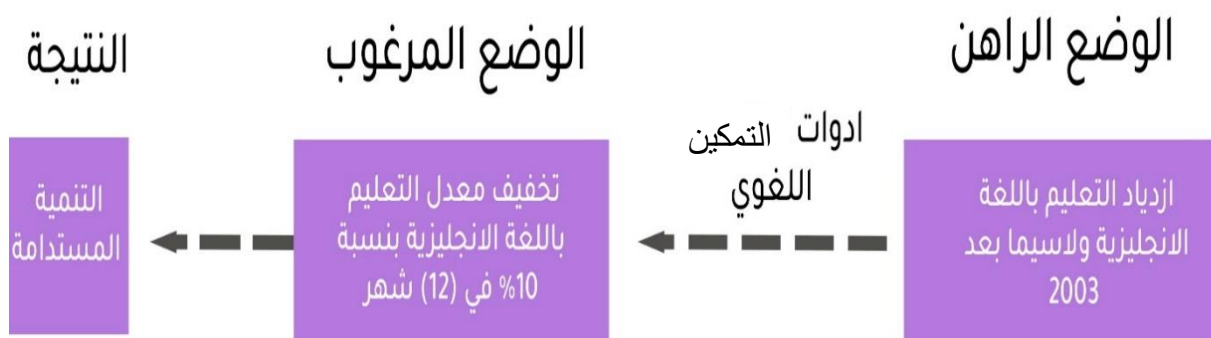 الوضع الراهن
الوضع المرغوب
النتيجة
ازدياد التعليم باللغة
الانجليزية ولاسيما بعد
2003
ادوات التمكين
اللغوي
تخفيف معدل التعليم
باللغة الانجليزية بنسبة
10% في (12) شهر
التنمية
المستدامة